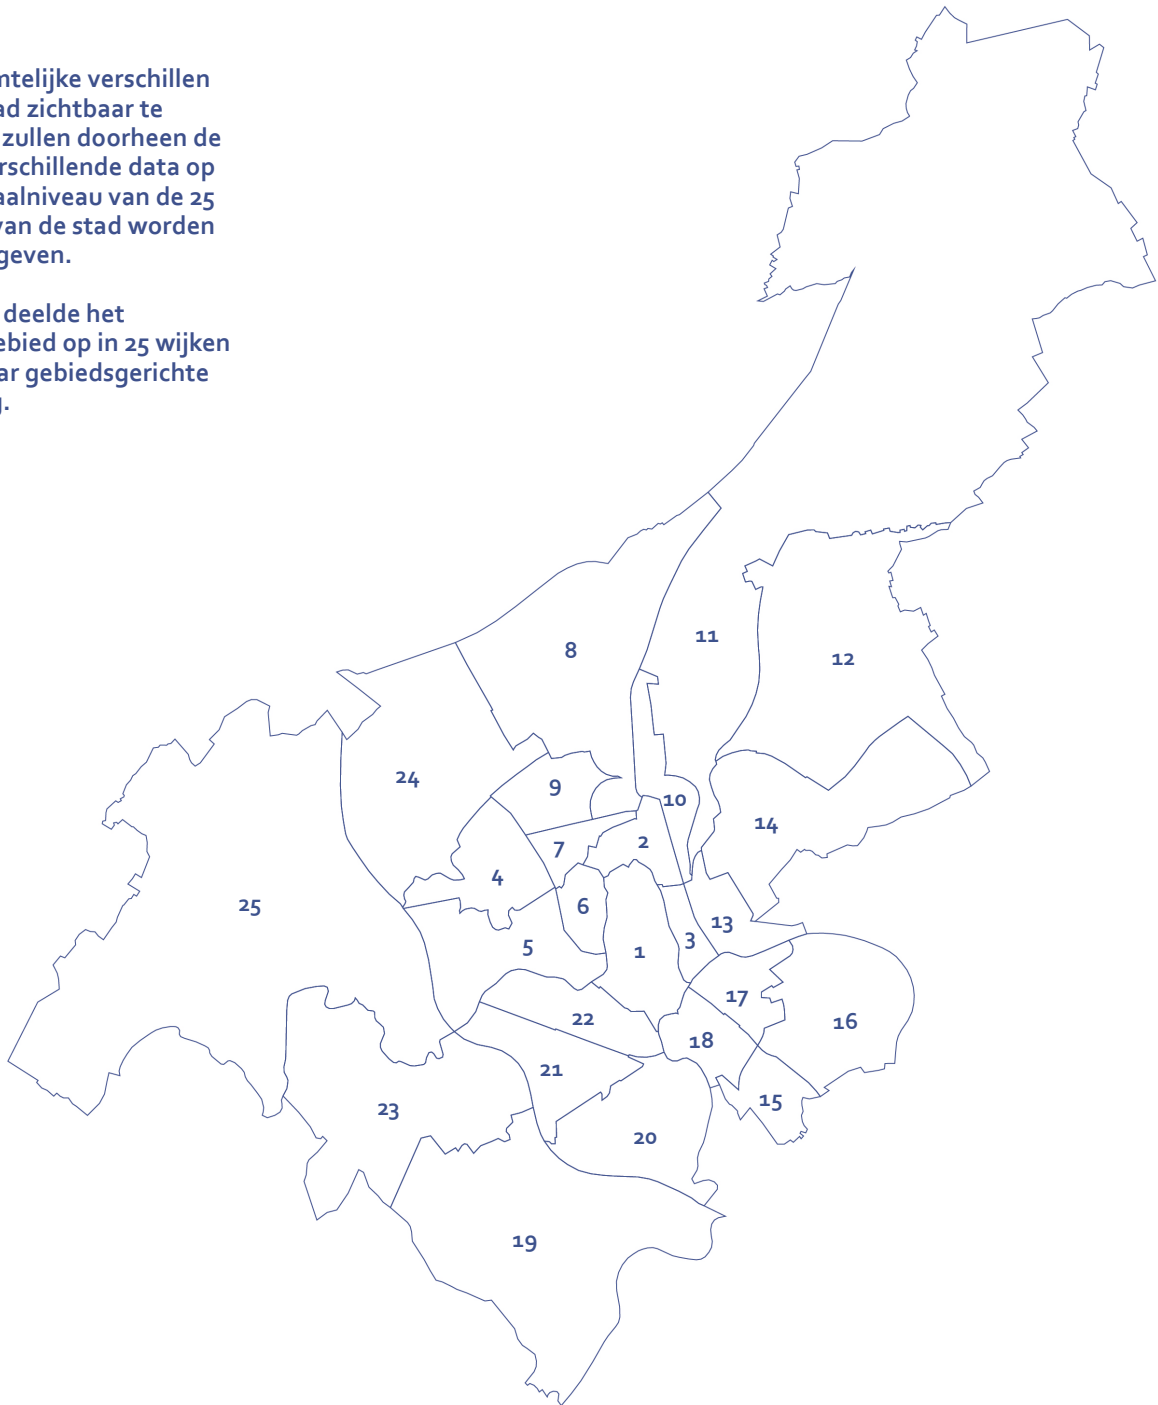 mtelijke verschillen
ad zichtbaar te
zullen doorheen de
rschillende data op
aalniveau van de 25
van de stad worden
geven.
deelde het
ebied op in 25 wijken
ar gebiedsgerichte
g.
8
11
12
24
9
10
14
2
7
4
25
6
13
3
5
1
17
22
16
18
21
15
23
20
19